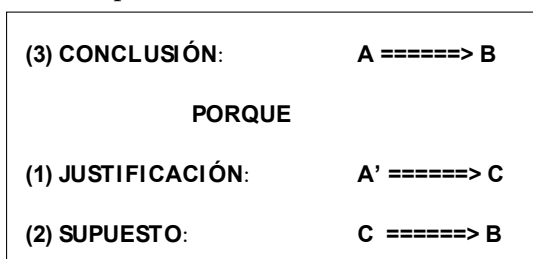 (3) CONCLUSIÓN: A ======> B
PORQUE
(1) JUSTIFICACIÓN: A’ ======> C
(2) SUPUESTO: C ======> B